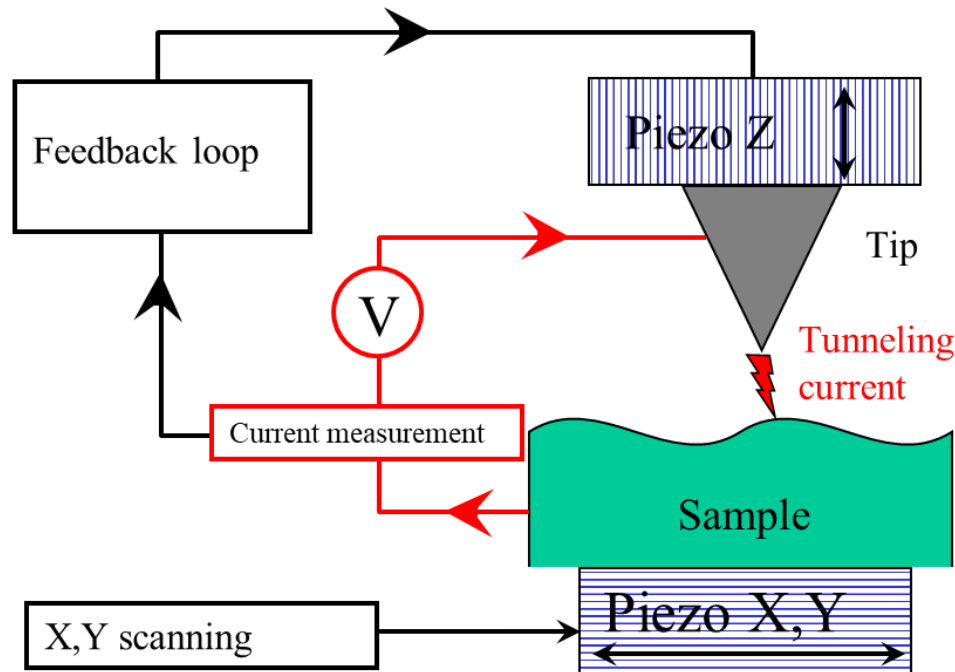 Feedback loop
Piezo Z
Tip
V
Tunneling
current
Current measurement
Sample
X,Y scanning
Piezo X,Y